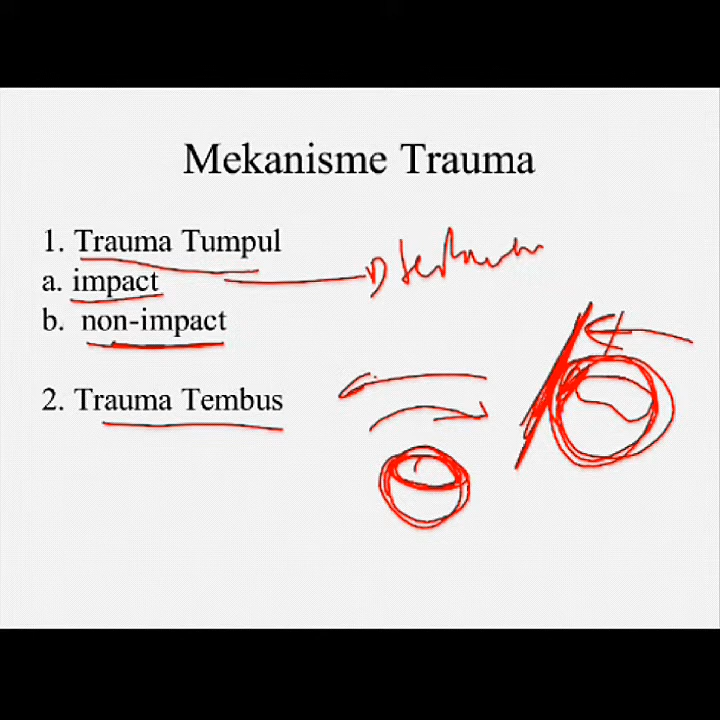 Mekanisme Trauma
1. Trauma Tumpul
a. impact
b. non-impact
2. Trauma Tembus